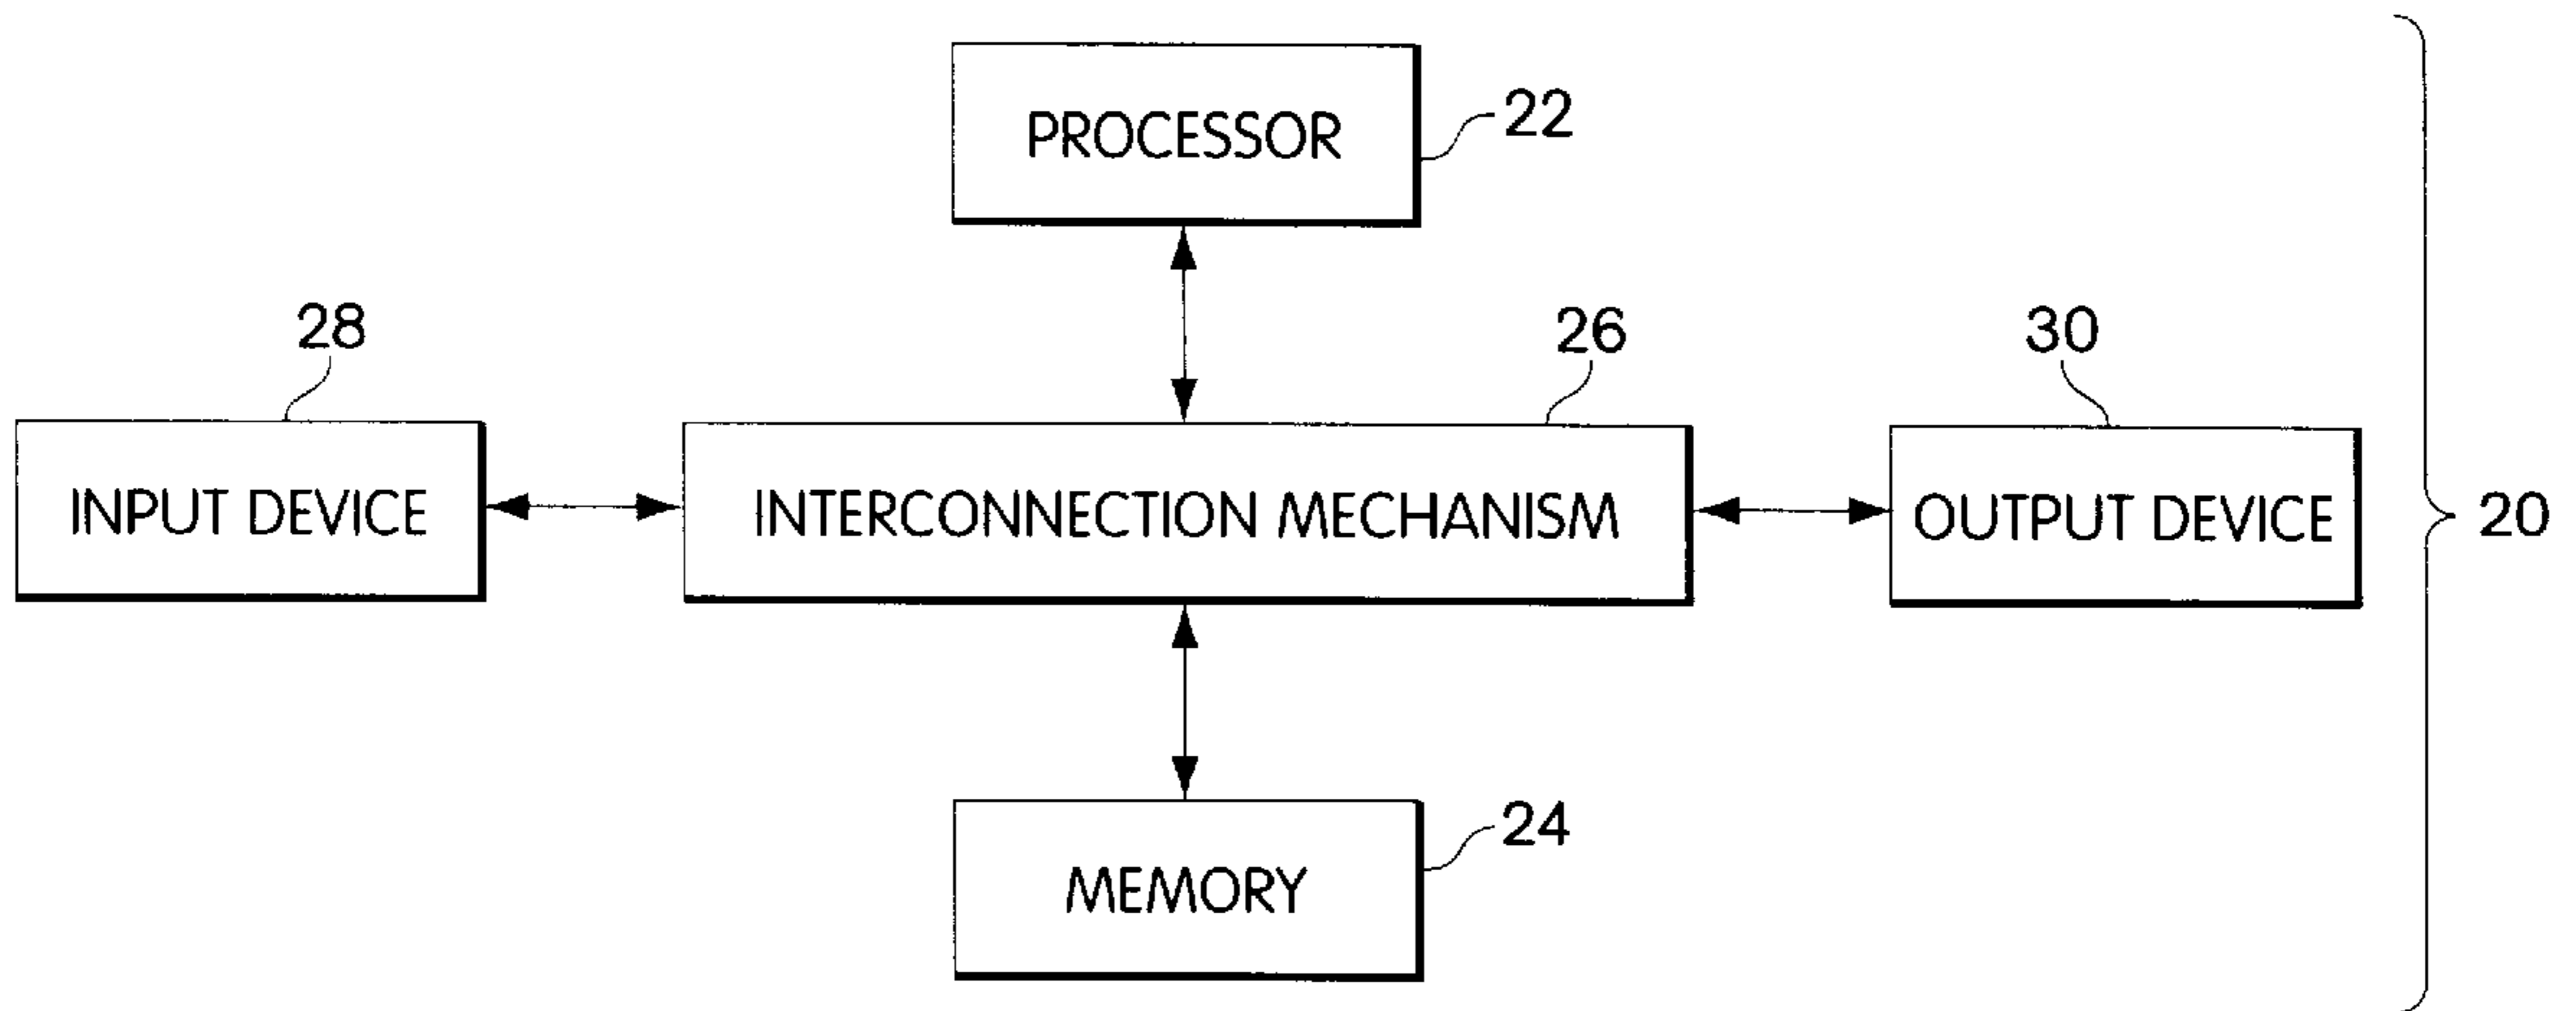 PROCESSOR
22
28
26
30
INPUT DEVICE
INTERCONNECTION MECHANISM
OUTPUT DEVICE
20
24
MEMORY